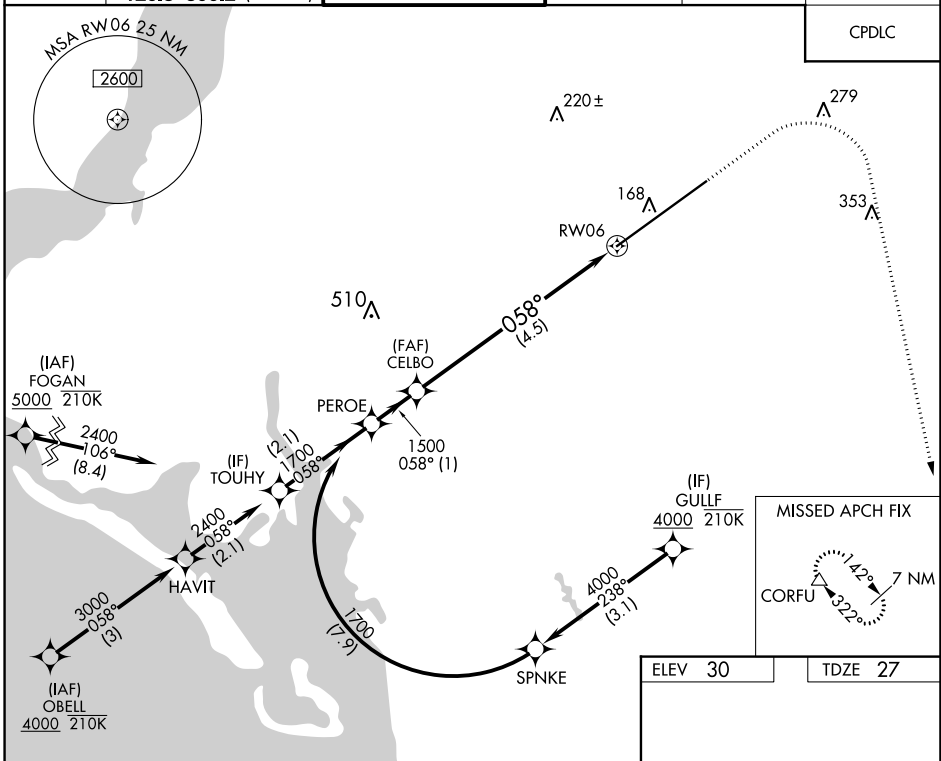 CPDLC
MSA RW06 25 NM
2600
220 ±
279
168
353
RW06
510
058°
(4.5)
(FAF)
CELBO
(IAF)
FOGAN
5000 210K
2400
106°
(8.4)
PEROE
1500
058° (1)
(IF)
TOUHY
(2.1)
1700
058°
(IF)
GULLF
4000 210K
2400
058°
(2.1)
HAVIT
4000
238°
(3.1)
MISSED APCH FIX
CORFU
142°
7 NM
322°
3000
058°
(3)
1700
(7.9)
SPNKE
(IAF)
OBELL
4000 210K
ELEV 30
TDZE 27